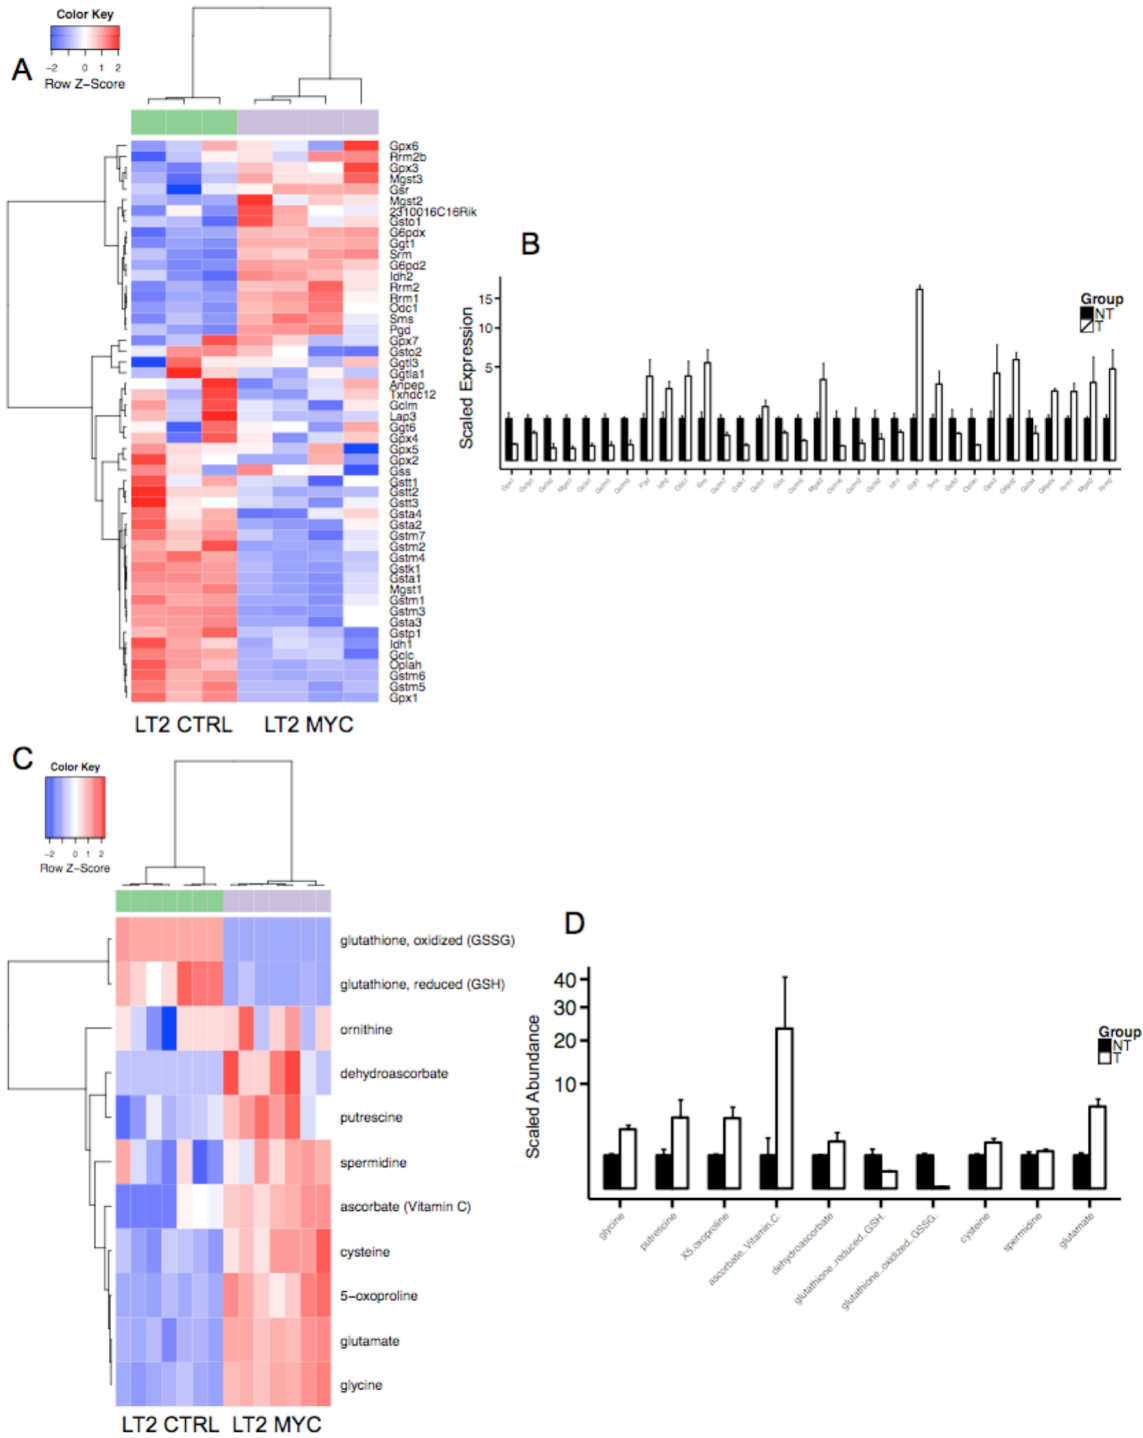 Color Key
−2 0 1 2
Row Z−Score
A
Gpx6
Rrm2b
Gpx3
Mgst3
Gsr
Mgst2
2310016C16Rik
Gsto1
G6pdx
Ggt1
Srm
G6pd2
Idh2
Rrm2
Rrm1
Odc1
Sms
Pgd
Gpx7
Gsto2
Ggtl3
Ggtla1
Anpep
Txndc12
Gclm
Lap3
Ggt6
Gpx4
Gpx5
Gpx2
Gss
Gstt1
Gstt2
Gstt3
Gsta4
Gsta2
Gstm7
Gstm2
Gstm4
Gstk1
Gsta1
Mgst1
Gstm1
Gstm3
Gsta3
Gstp1
Idh1
Gclc
Oplah
Gstm6
Gstm5
Gpx1
LT2 CTRL LT2 MYC
B
Scaled Expression
15
10
5
Group
NT
T
C
Color Key
−2 0 1 2
Row Z−Score
glutathione, oxidized (GSSG)
glutathione, reduced (GSH)
ornithine
dehydroascorbate
putrescine
spermidine
ascorbate (Vitamin C)
cysteine
5-oxoproline
glutamate
glycine
LT2 CTRL LT2 MYC
D
Scaled Abundance
40
30
20
10
Group
NT
T
glycine
putrescine
X5.oxoproline
ascorbate..Vitamin.C.
dehydroascorbate
glutathione..reduced..GSH.
glutathione..oxidized..GSSG.
cysteine
spermidine
glutamate